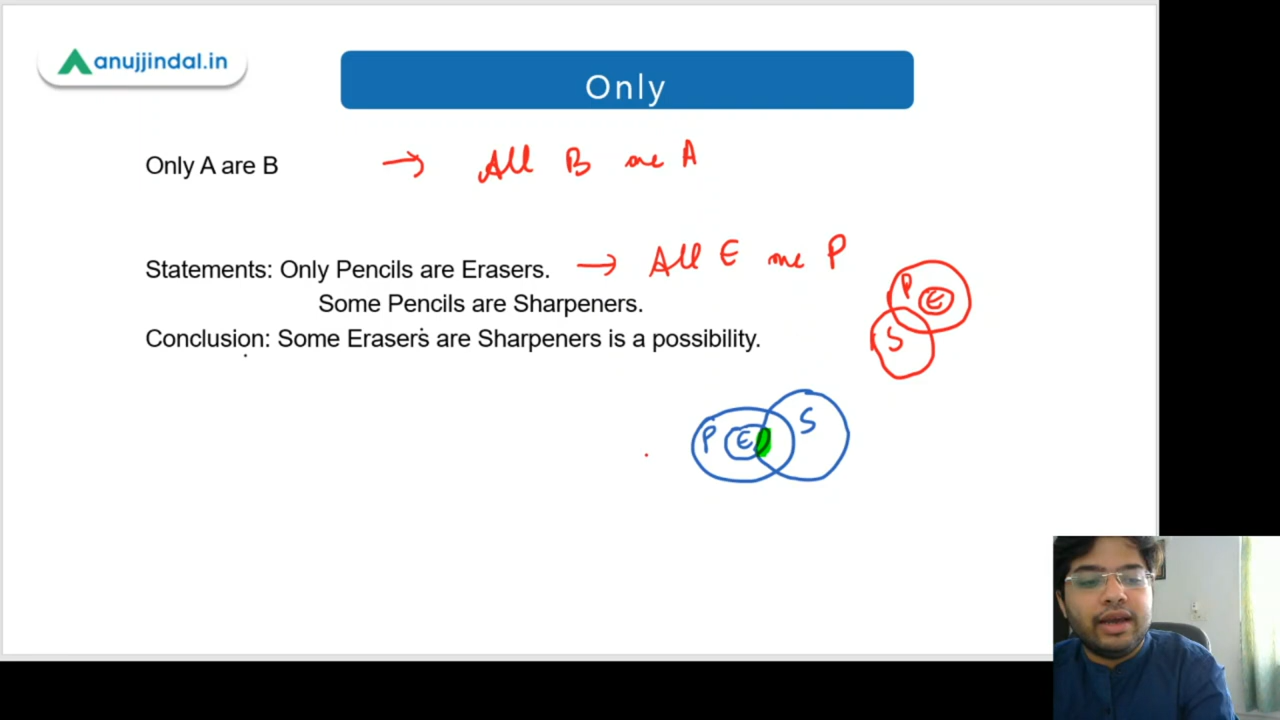 anujjindal.in
Only
Only A are B → All B are A
Statements: Only Pencils are Erasers. → All E are P
Some Pencils are Sharpeners.
Conclusion: Some Erasers are Sharpeners is a possibility.
P E
S
P E S